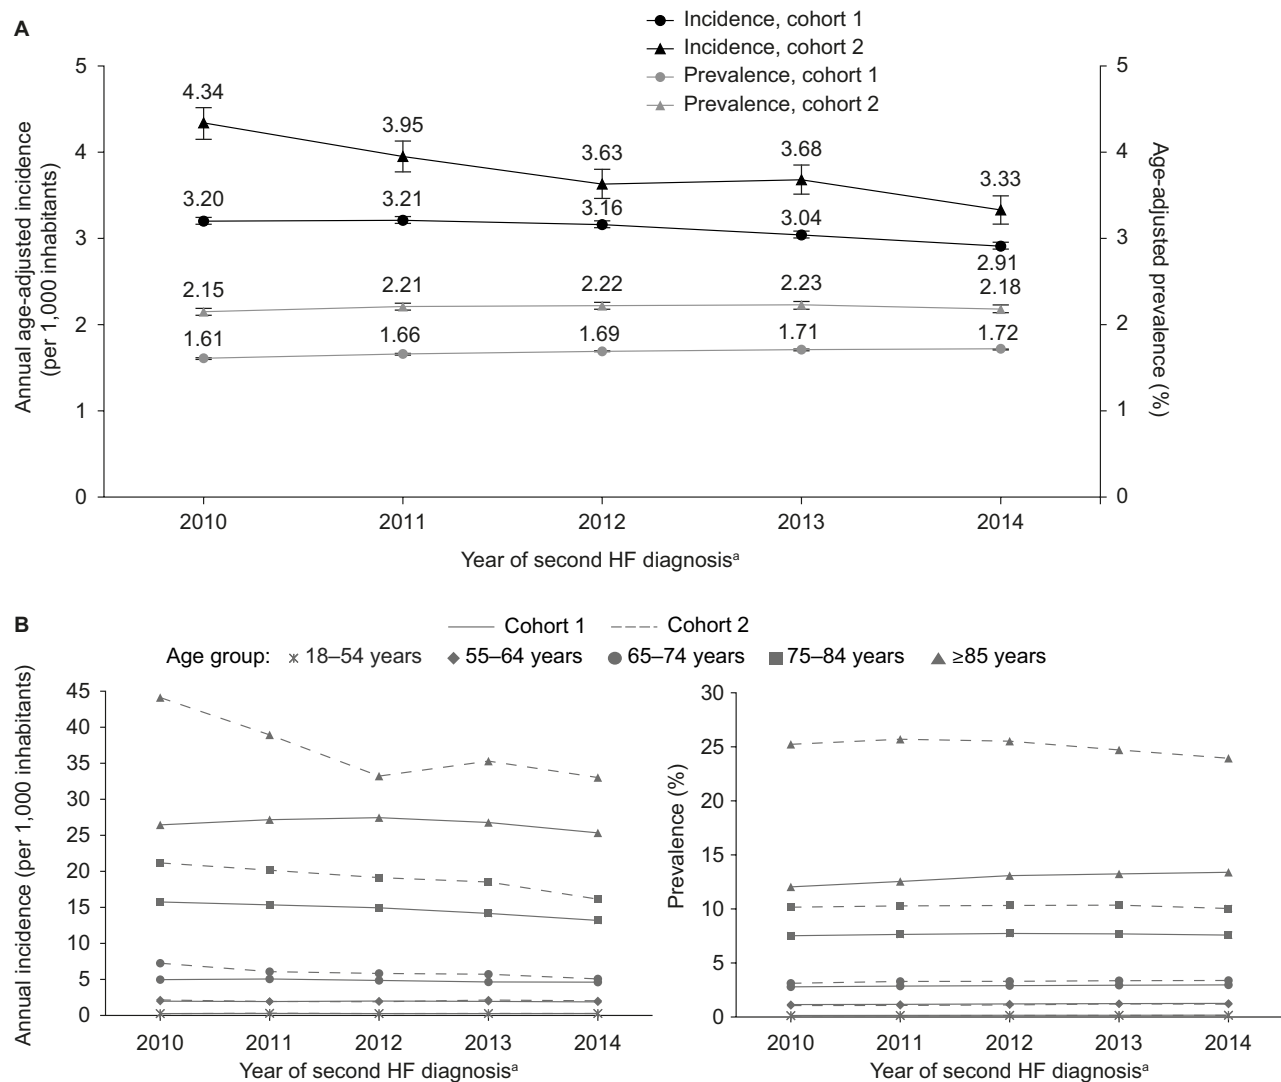 A
Incidence, cohort 1
Incidence, cohort 2
Prevalence, cohort 1
Prevalence, cohort 2
Annual age-adjusted incidence
(per 1,000 inhabitants)
5
4
3
2
1
0
4.34
3.95
3.63
3.68
3.33
3.20
3.21
3.16
3.04
2.91
2.15
2.21
2.22
2.23
2.18
1.61
1.66
1.69
1.71
1.72
5
4
3
2
1
0
Age-adjusted prevalence (%)
2010 2011 2012 2013 2014
Year of second HF diagnosisᵃ
B
Cohort 1 Cohort 2
Age group: 18–54 years 55–64 years 65–74 years 75–84 years ≥85 years
Annual incidence (per 1,000 inhabitants)
45
40
35
30
25
20
15
10
5
0
2010 2011 2012 2013 2014
Year of second HF diagnosisᵃ
Prevalence (%)
30
25
20
15
10
5
0
2010 2011 2012 2013 2014
Year of second HF diagnosisᵃ